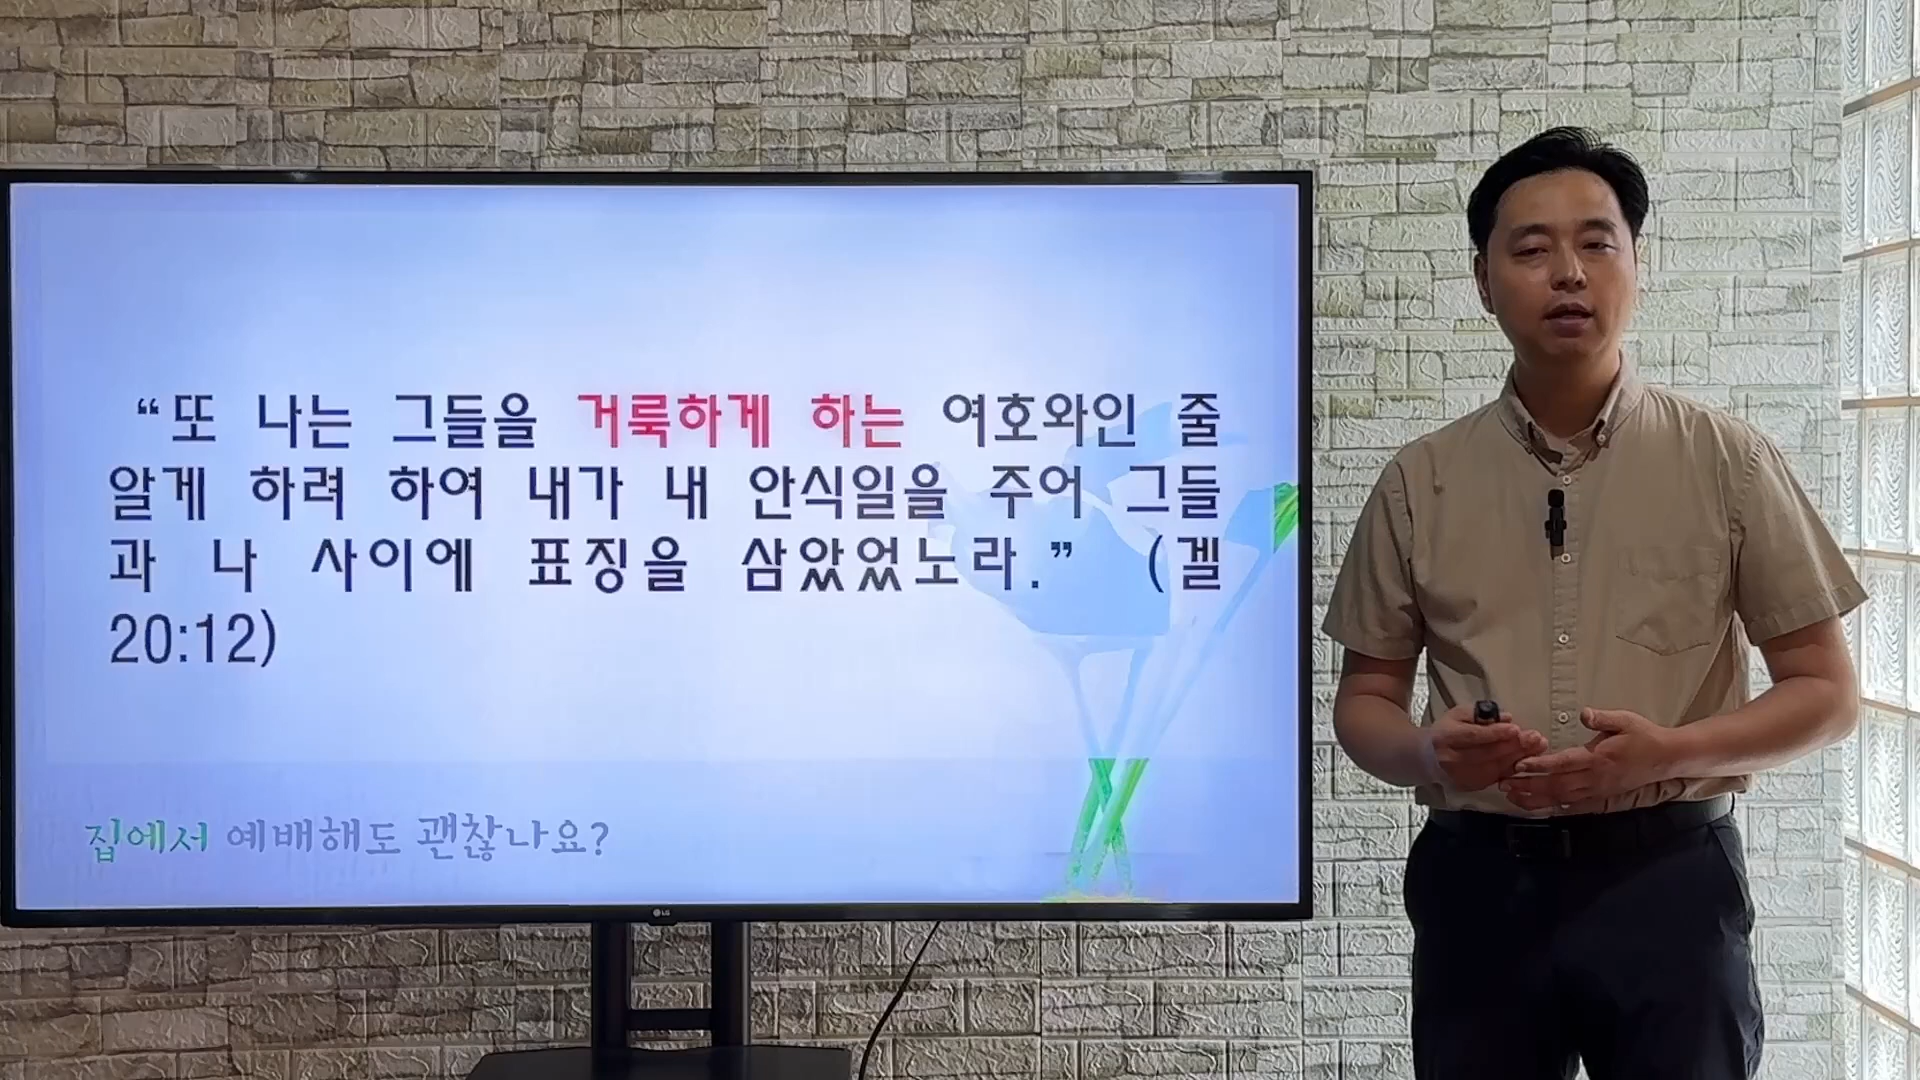 “또 나는 그들을 거룩하게 하는 여호와인 줄
알게 하려 하여 내가 내 안식일을 주어 그들
과 나 사이에 표징을 삼았었노라.” (겔
20:12)
집에서 예배해도 괜찮나요?
LG